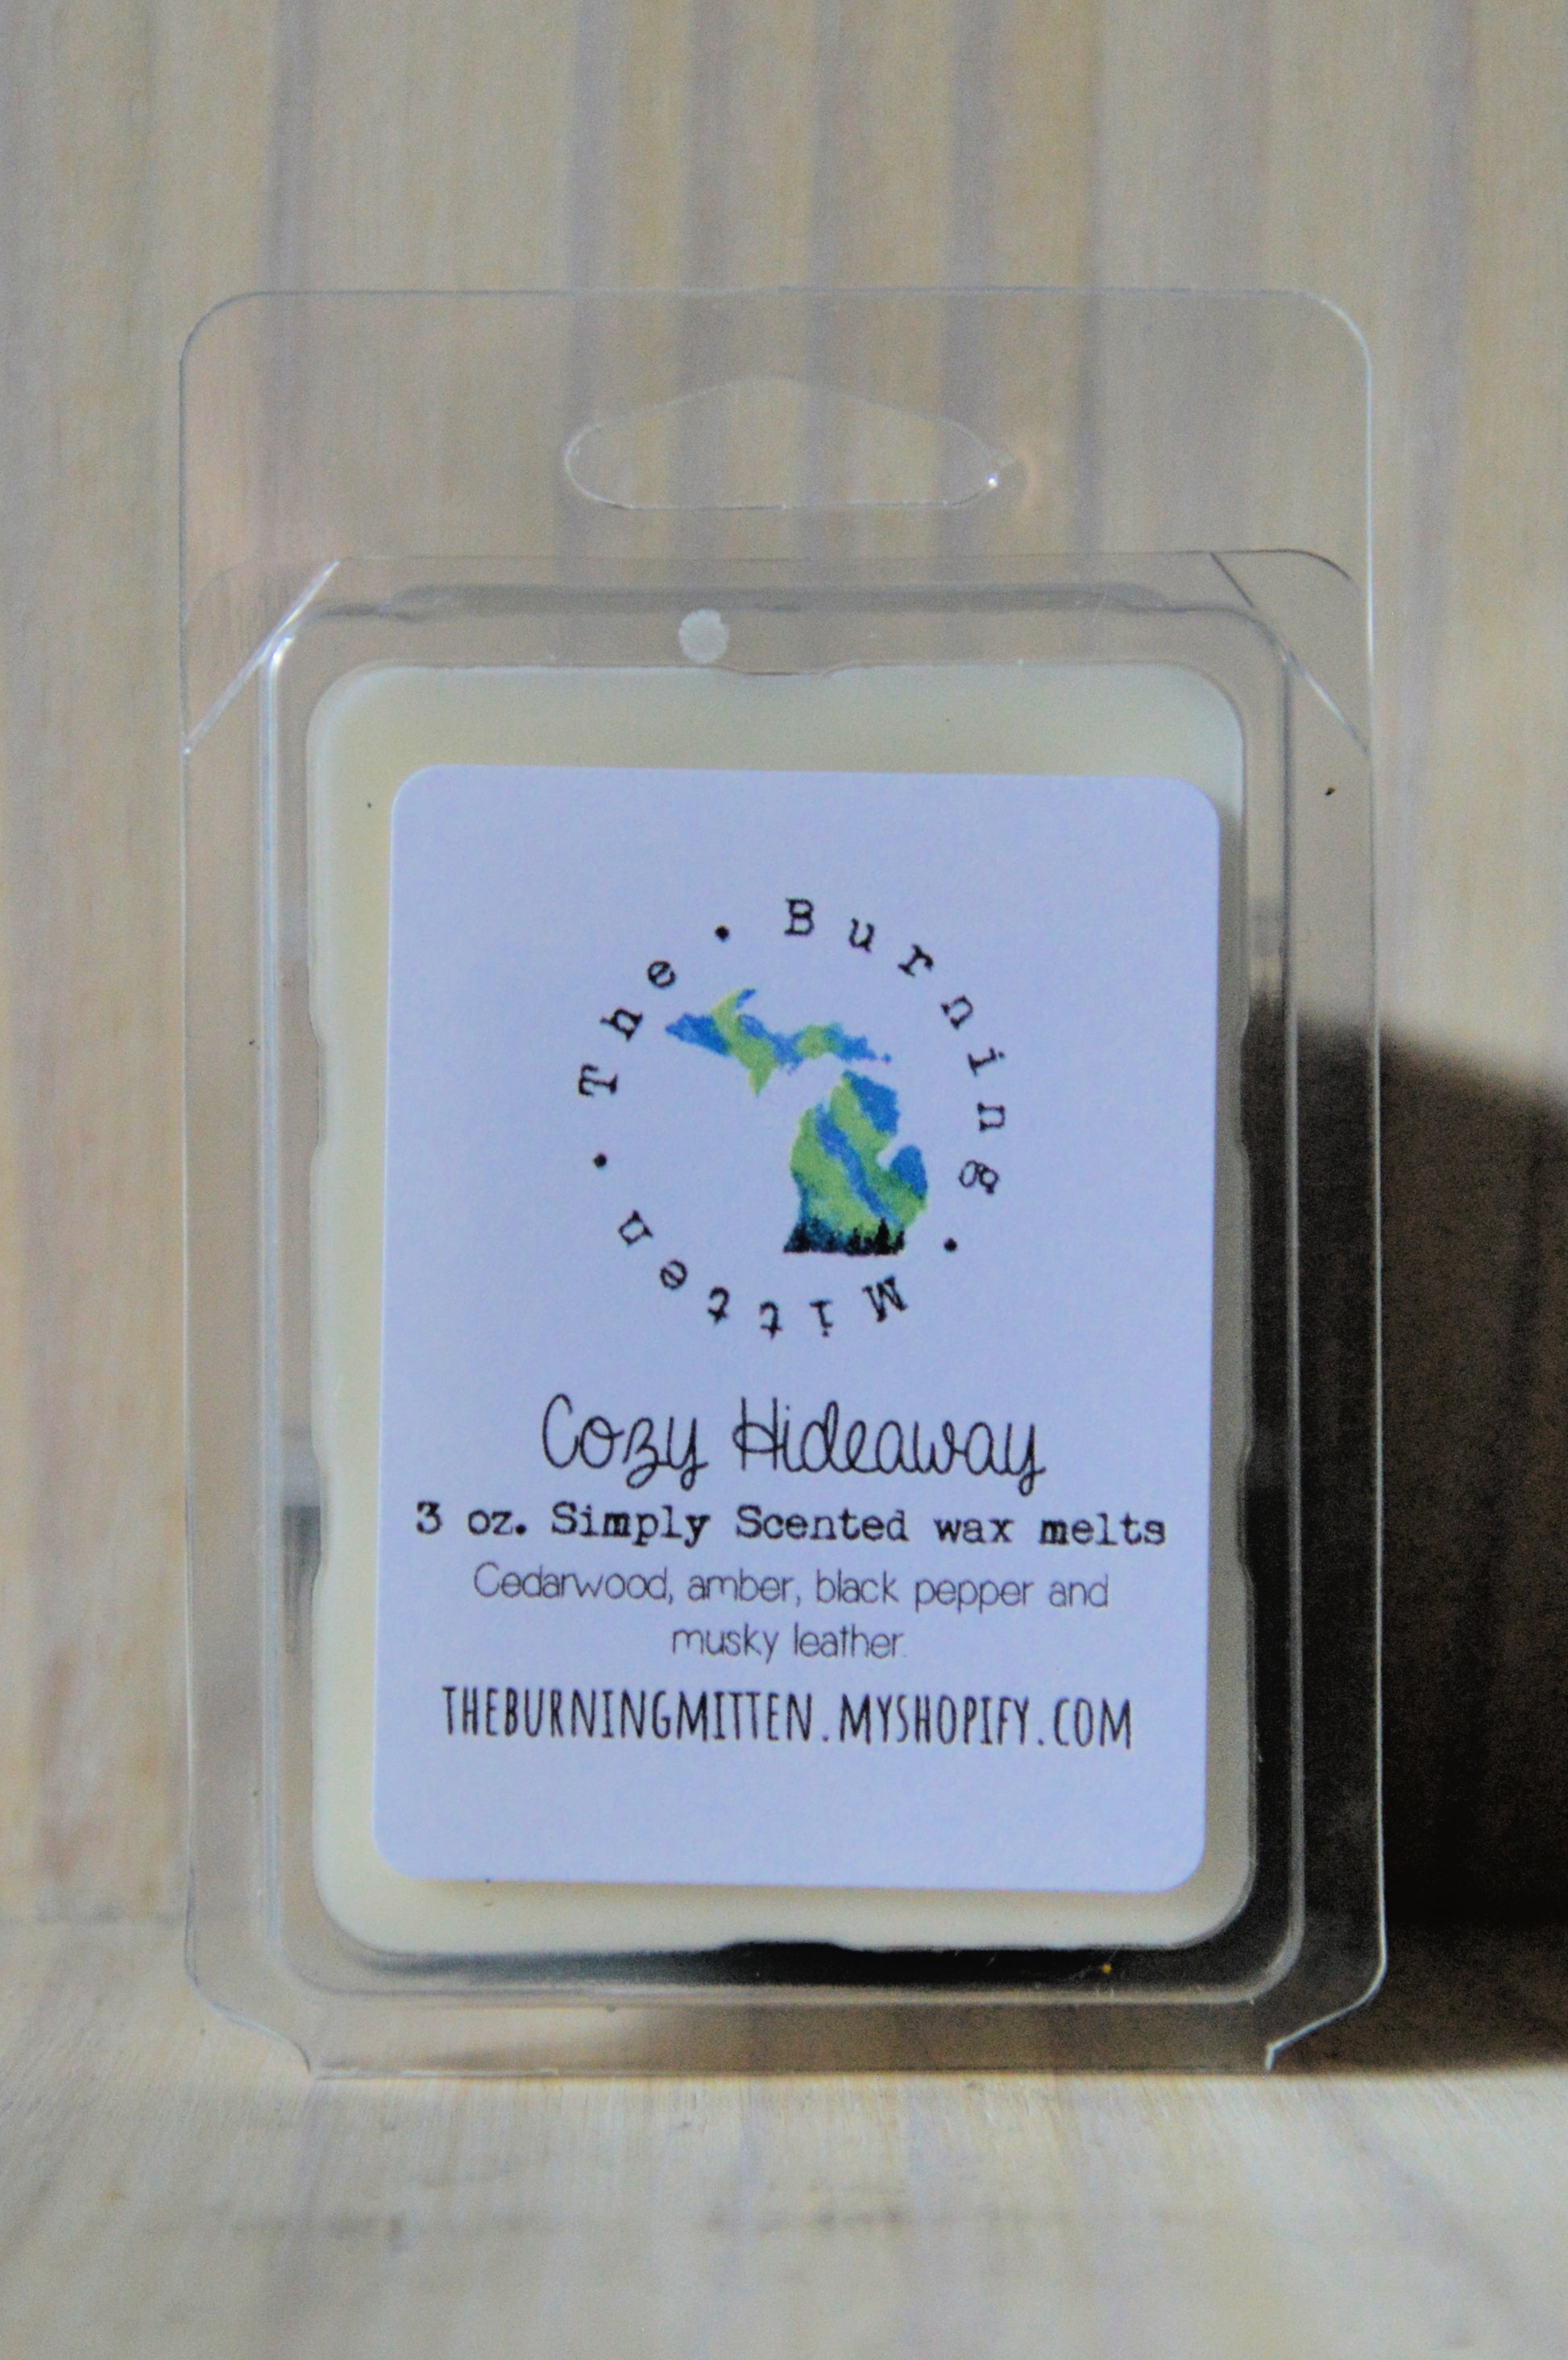 The • Burning • Mitten •
Cozy Hideaway
3 oz. Simply Scented wax melts
Cedarwood, amber, black pepper and
musky leather.
THEBURNINGMITTEN.MYSHOPIFY.COM